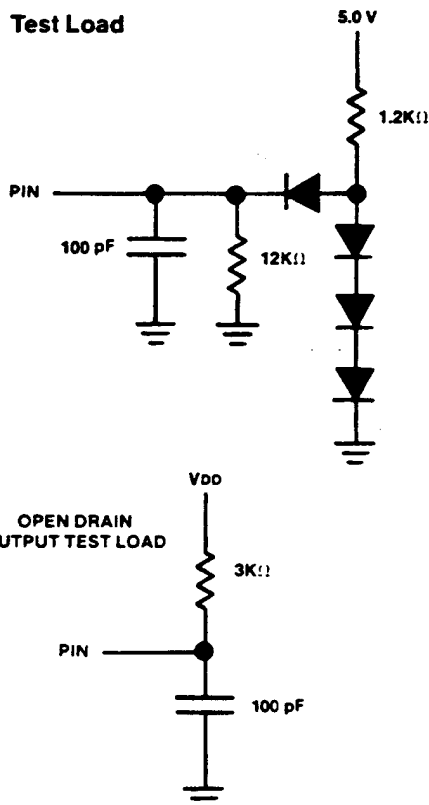 Test Load
5.0 V
1.2KΩ
PIN
100 pF
12KΩ
VDD
OPEN DRAIN
UTPUT TEST LOAD
3KΩ
PIN
100 pF